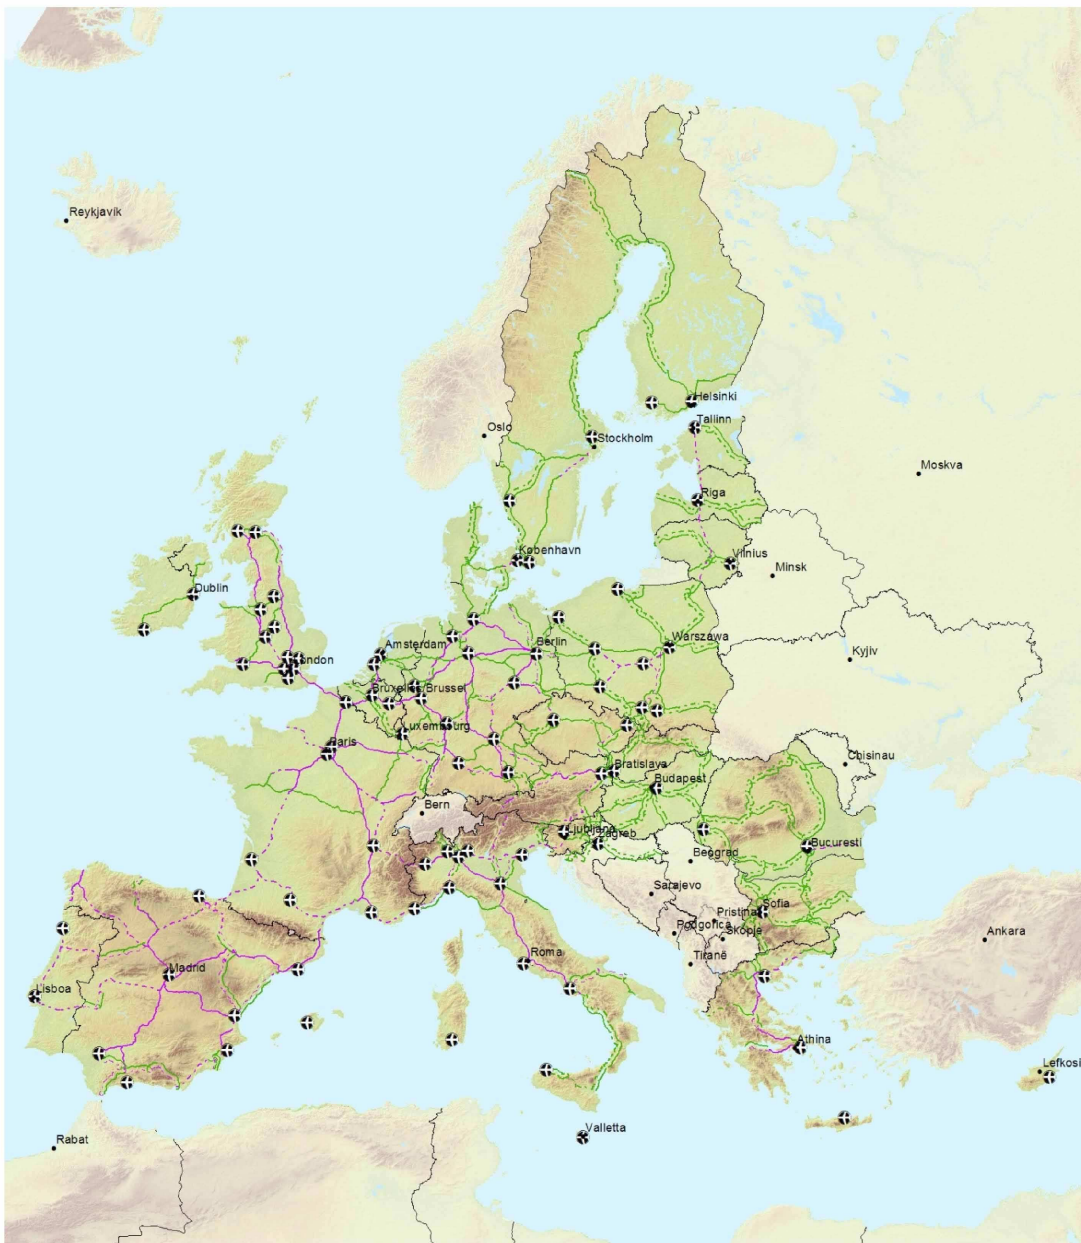 Reykjavík
Helsinki
Tallinn
Oslo
Stockholm
Moskva
Riga
København
Vilnius
Minsk
Dublin
Amsterdam
Berlin
Warszawa
London
Kyjiv
Bruxelles/Brussel
Luxembourg
Paris
Chisinau
Bratislava
Budapest
Bern
Ljubljana
Zagreb
Bucuresti
Beograd
Sarajevo
Pristina
Sofia
Podgorica
Skopje
Ankara
Tiranë
Roma
Madrid
Lisboa
Athina
Lefkosi
Valletta
Rabat